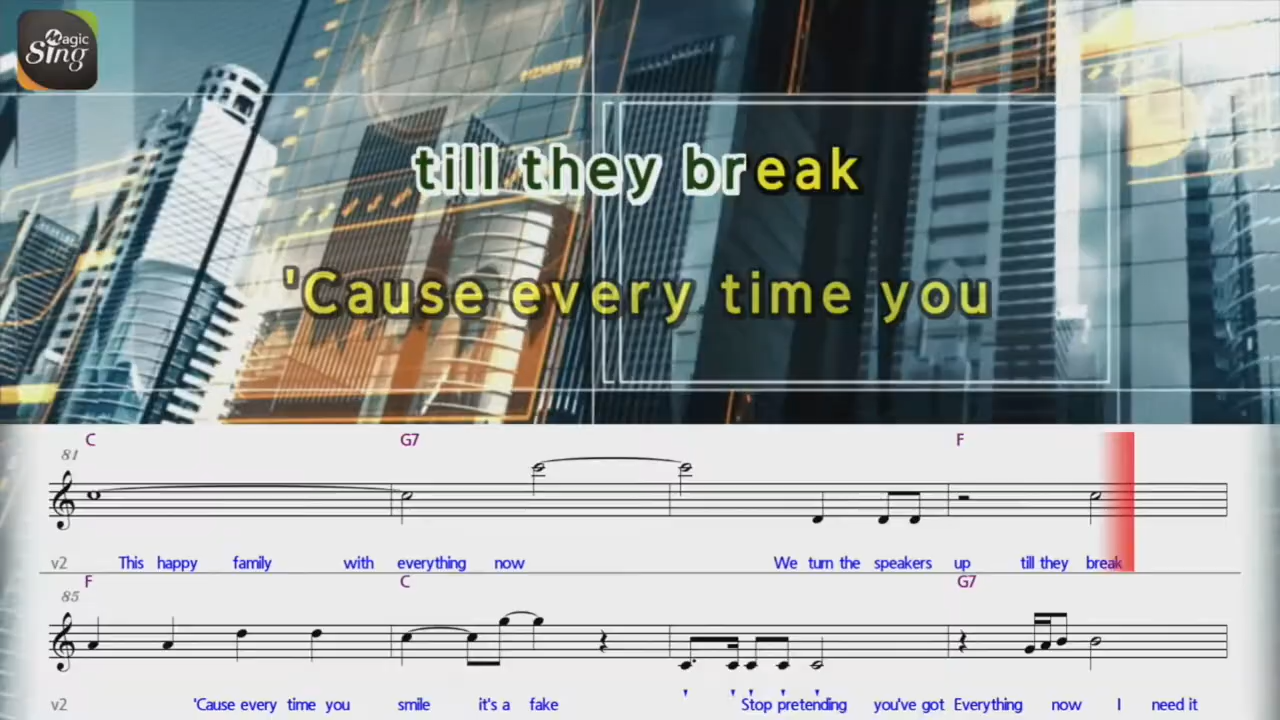 Magic
Sing
till they break
'Cause every time you
C G7 F
81
v2 This happy family with everything now We turn the speakers up till they break
F C G7
85
v2 'Cause every time you smile it's a fake Stop pretending you've got Everything now I need it